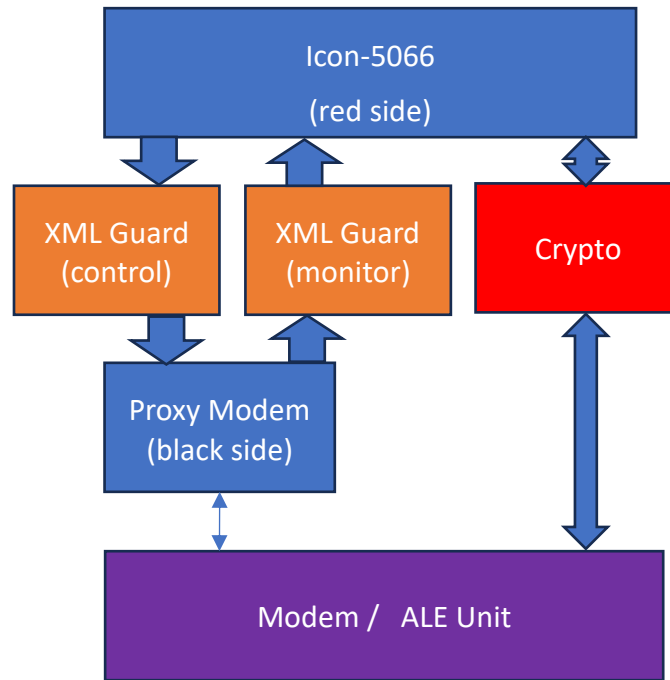 Icon-5066
(red side)
XML Guard
(control)
XML Guard
(monitor)
Crypto
Proxy Modem
(black side)
Modem / ALE Unit